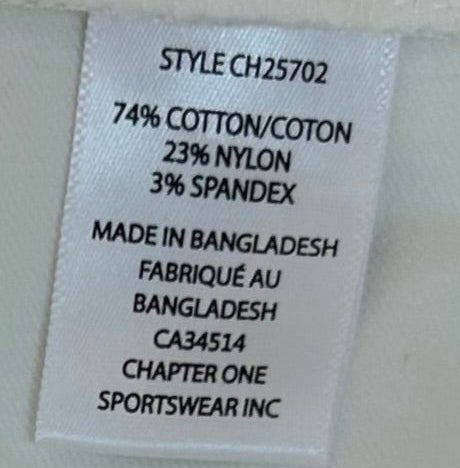 STYLE CH25702
74% COTTON/COTON
23% NYLON
3% SPANDEX
MADE IN BANGLADESH
FABRIQUÉ AU
BANGLADESH
CA34514
CHAPTER ONE
SPORTSWEAR INC